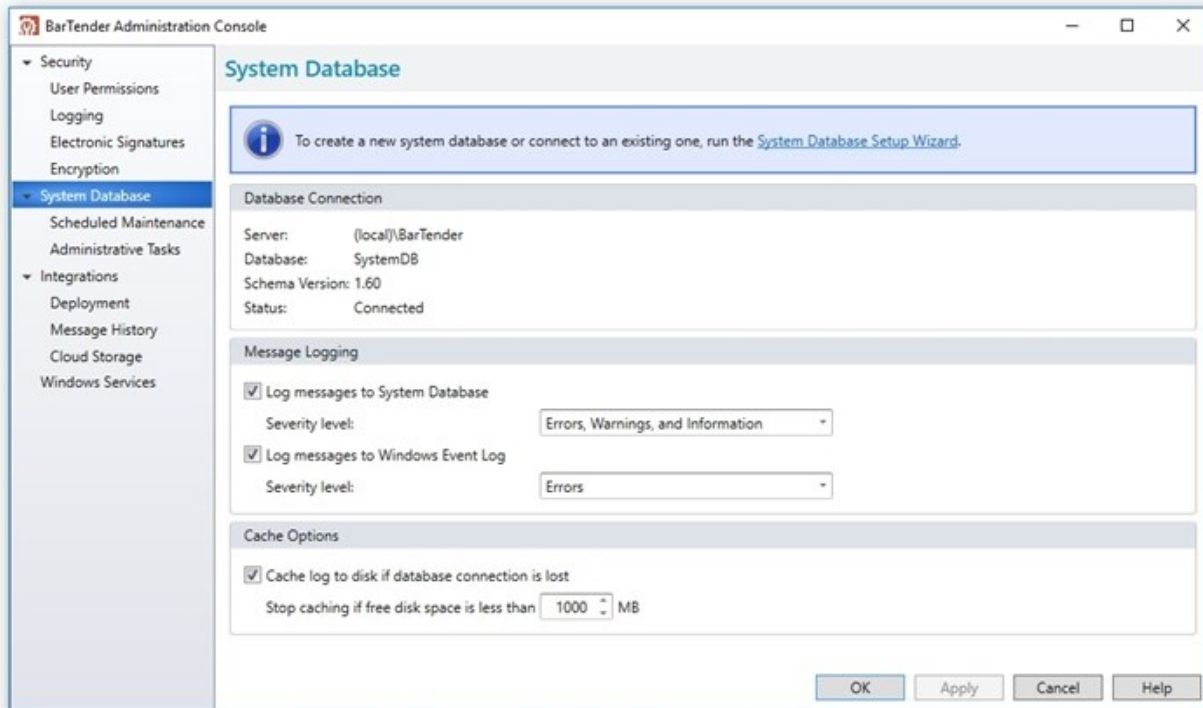 BarTender Administration Console
Security
User Permissions
Logging
Electronic Signatures
Encryption
System Database
Scheduled Maintenance
Administrative Tasks
Integrations
Deployment
Message History
Cloud Storage
Windows Services
System Database
To create a new system database or connect to an existing one, run the System Database Setup Wizard.
Database Connection
Server: (local)\BarTender
Database: SystemDB
Schema Version: 1.60
Status: Connected
Message Logging
Log messages to System Database
Severity level: Errors, Warnings, and Information
Log messages to Windows Event Log
Severity level: Errors
Cache Options
Cache log to disk if database connection is lost
Stop caching if free disk space is less than 1000 MB
OK Apply Cancel Help